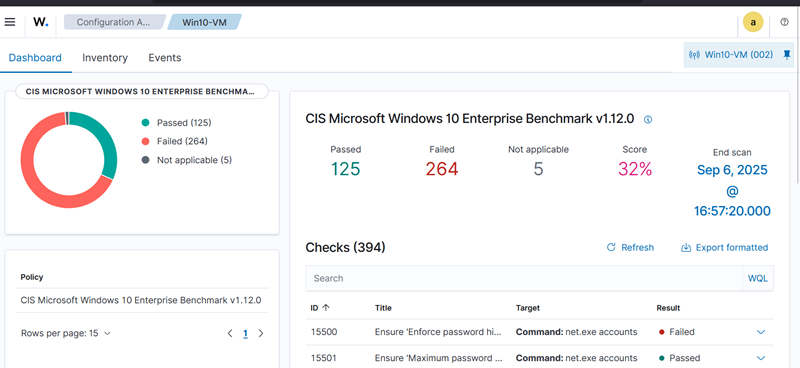 W. Configuration A... Win10-VM a
Dashboard Inventory Events Win10-VM (002)
CIS MICROSOFT WINDOWS 10 ENTERPRISE BENCHMA...
Passed (125)
Failed (264)
Not applicable (5)
Policy
CIS Microsoft Windows 10 Enterprise Benchmark v1.12.0
Rows per page: 15 1
CIS Microsoft Windows 10 Enterprise Benchmark v1.12.0
Passed Failed Not applicable Score End scan
125 264 5 32% Sep 6, 2025
@
16:57:20.000
Checks (394) Refresh Export formatted
Search WQL
ID Title Target Result
15500 Ensure 'Enforce password hi... Command: net.exe accounts Failed
15501 Ensure 'Maximum password ... Command: net.exe accounts Passed